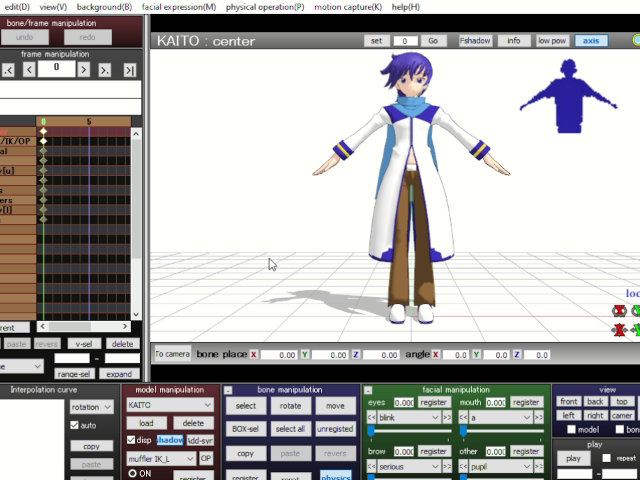 edit(D) view(V) background(B) facial expression(M) physical operation(P) motion capture(K) help(H)
bone/frame manipulation
undo redo
frame manipulation
.< < 0 > >. >|
KAITO : center
set 0 Go Fshadow info low pow axis
0 5
/IK/OP
a)
y[u]
s
ers
y[l]
s
rent
paste revers v-sel delete
-
range-sel expand
To camera bone place X 0.00 Y 0.00 Z 0.00 angle X 0.0 Y 0.0 Z 0.0
loc
X
Interpolation curve
rotation
auto
copy
paste
model manipulation
KAITO
load delete
disp shadow Add-syn
muffler IK_L OP
ON register
bone manipulation
select rotate move
BOX-sel select all unregisted
copy paste revers
register reset physics
facial manipulation
eyes 0.000 register mouth 0.000 register
<< blink >> << a >>
brow 0.000 register other 0.000 register
<< serious >> << pupil >>
view
front back top
left right camer
model bone
play
play repeat